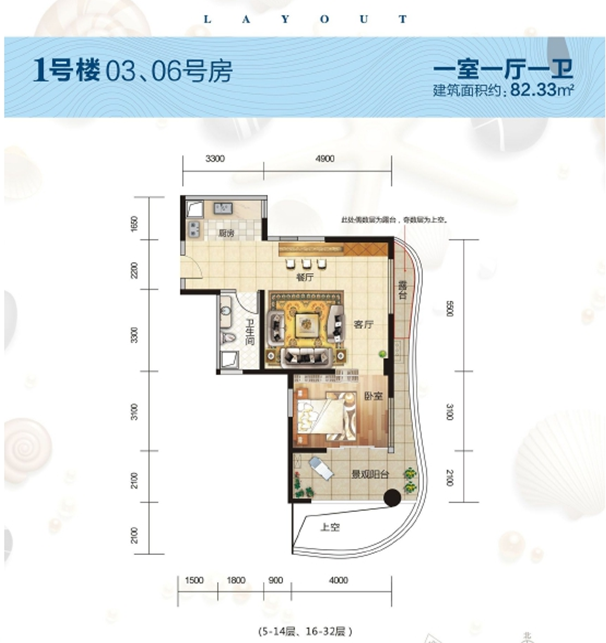 LAYOUT
1号楼 03、06号房
一室一厅一卫
建筑面积约: 82.33m²
3300 4900
此处偶数层为露台，奇数层为上空。
1650
厨房
2200
餐厅
露台
5500
客厅
卫生间
3300
卧室
3100
3100
景观阳台
2100
2100
上空
2100
1500 1800 900 4000
(5-14层、16-32层)
北